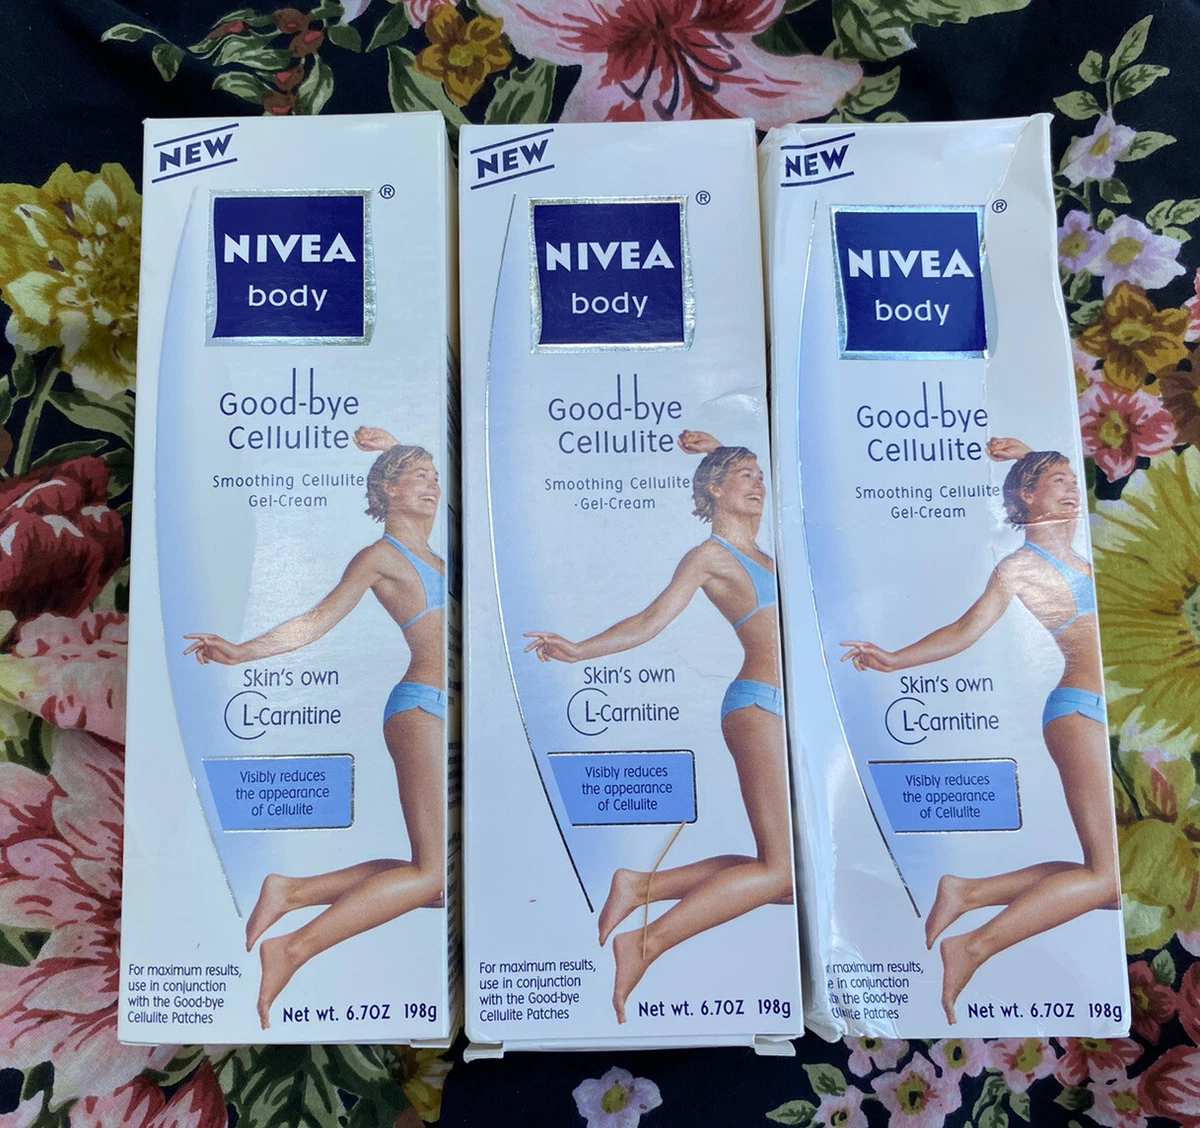 NEW
NIVEA
®
body
Good-bye
Cellulite
Smoothing Cellulite
Gel-Cream
Skin's own
L-Carnitine
Visibly reduces
the appearance
of Cellulite
For maximum results,
use in conjunction
with the Good-bye
Cellulite Patches
Net wt. 6.7OZ 198g
NEW
NIVEA
®
body
Good-bye
Cellulite
Smoothing Cellulite
Gel-Cream
Skin's own
L-Carnitine
Visibly reduces
the appearance
of Cellulite
For maximum results,
use in conjunction
with the Good-bye
Cellulite Patches
Net wt. 6.7OZ 198g
NEW
NIVEA
®
body
Good-bye
Cellulite
Smoothing Cellulite
Gel-Cream
Skin's own
L-Carnitine
Visibly reduces
the appearance
of Cellulite
maximum results,
in conjunction
the Good-bye
Patches
Net wt. 6.7OZ 198g